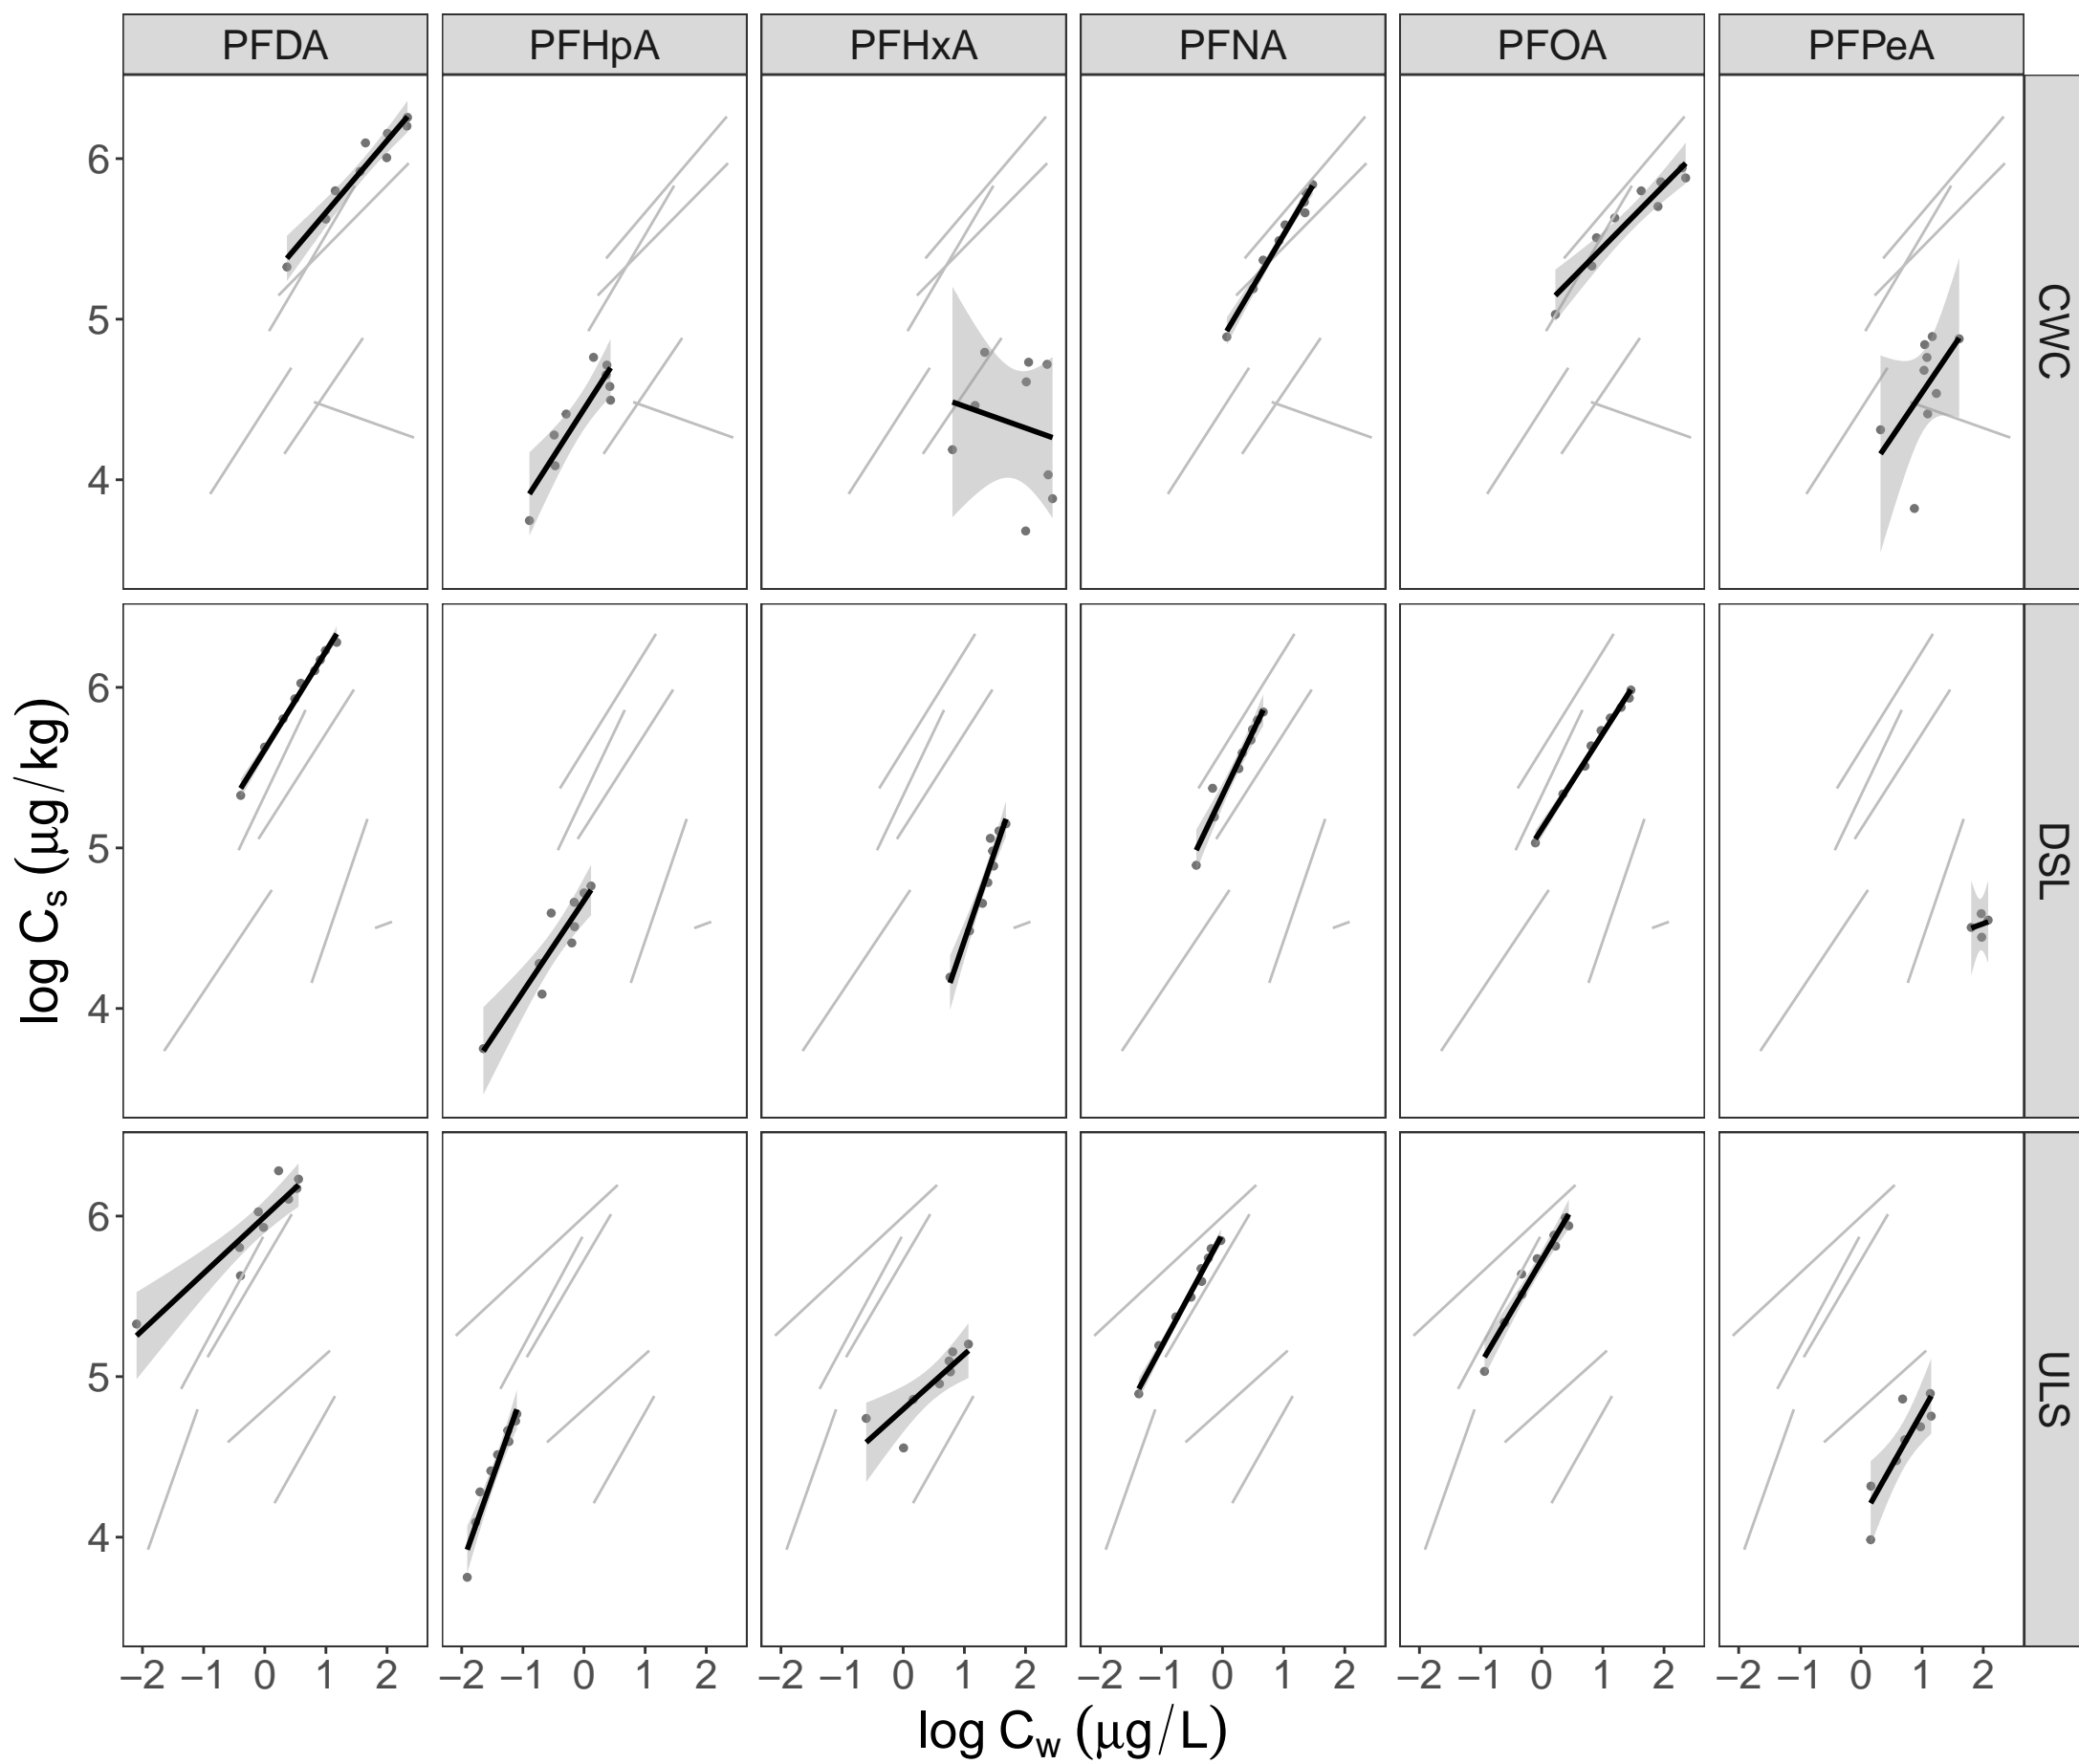 PFDA PFHpA PFHxA PFNA PFOA PFPeA
6
5
4
CWC
6
5
4
DSL
6
5
4
ULS
log Cs (µg/kg)
−2 −1 0 1 2 −2 −1 0 1 2 −2 −1 0 1 2 −2 −1 0 1 2 −2 −1 0 1 2 −2 −1 0 1 2
log Cw (µg/L)